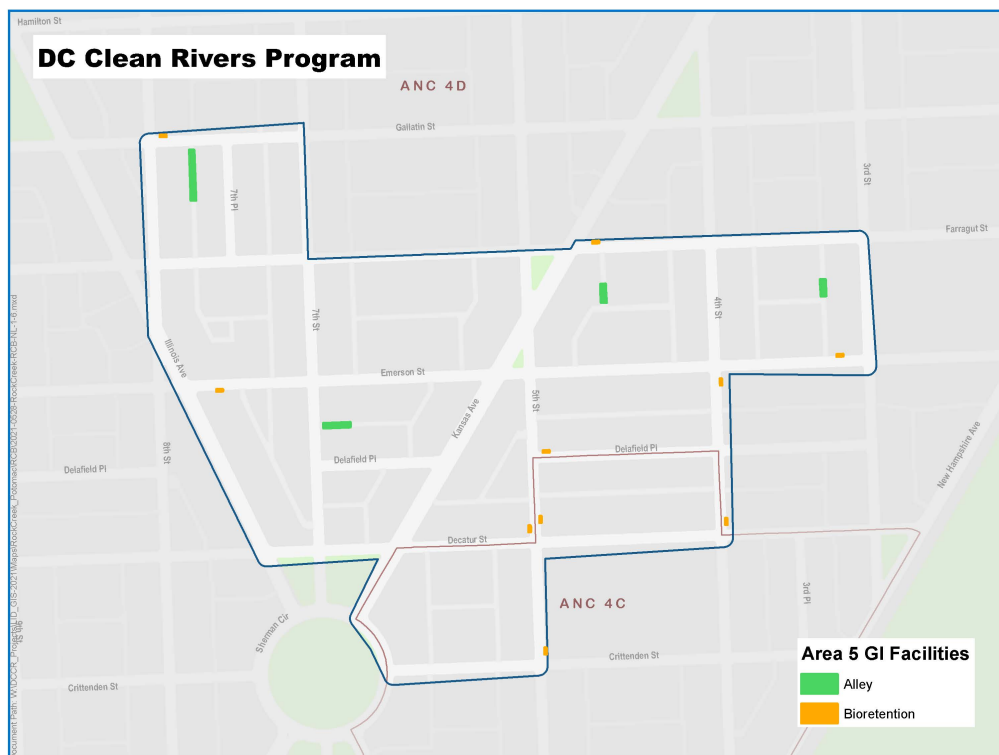 Hamilton St
DC Clean Rivers Program
ANC 4D
Gallatin St
3rd St
7th Pl
Farragut St
7th St
4th St
Illinois Ave
Emerson St
5th St
Kansas Ave
8th St
Delafield Pl
Delafield Pl
Delafield Pl
New Hampshire Ave
Decatur St
3rd Pl
ANC 4C
Sherman Cir
Crittenden St
Crittenden St
Area 5 GI Facilities
Alley
Bioretention